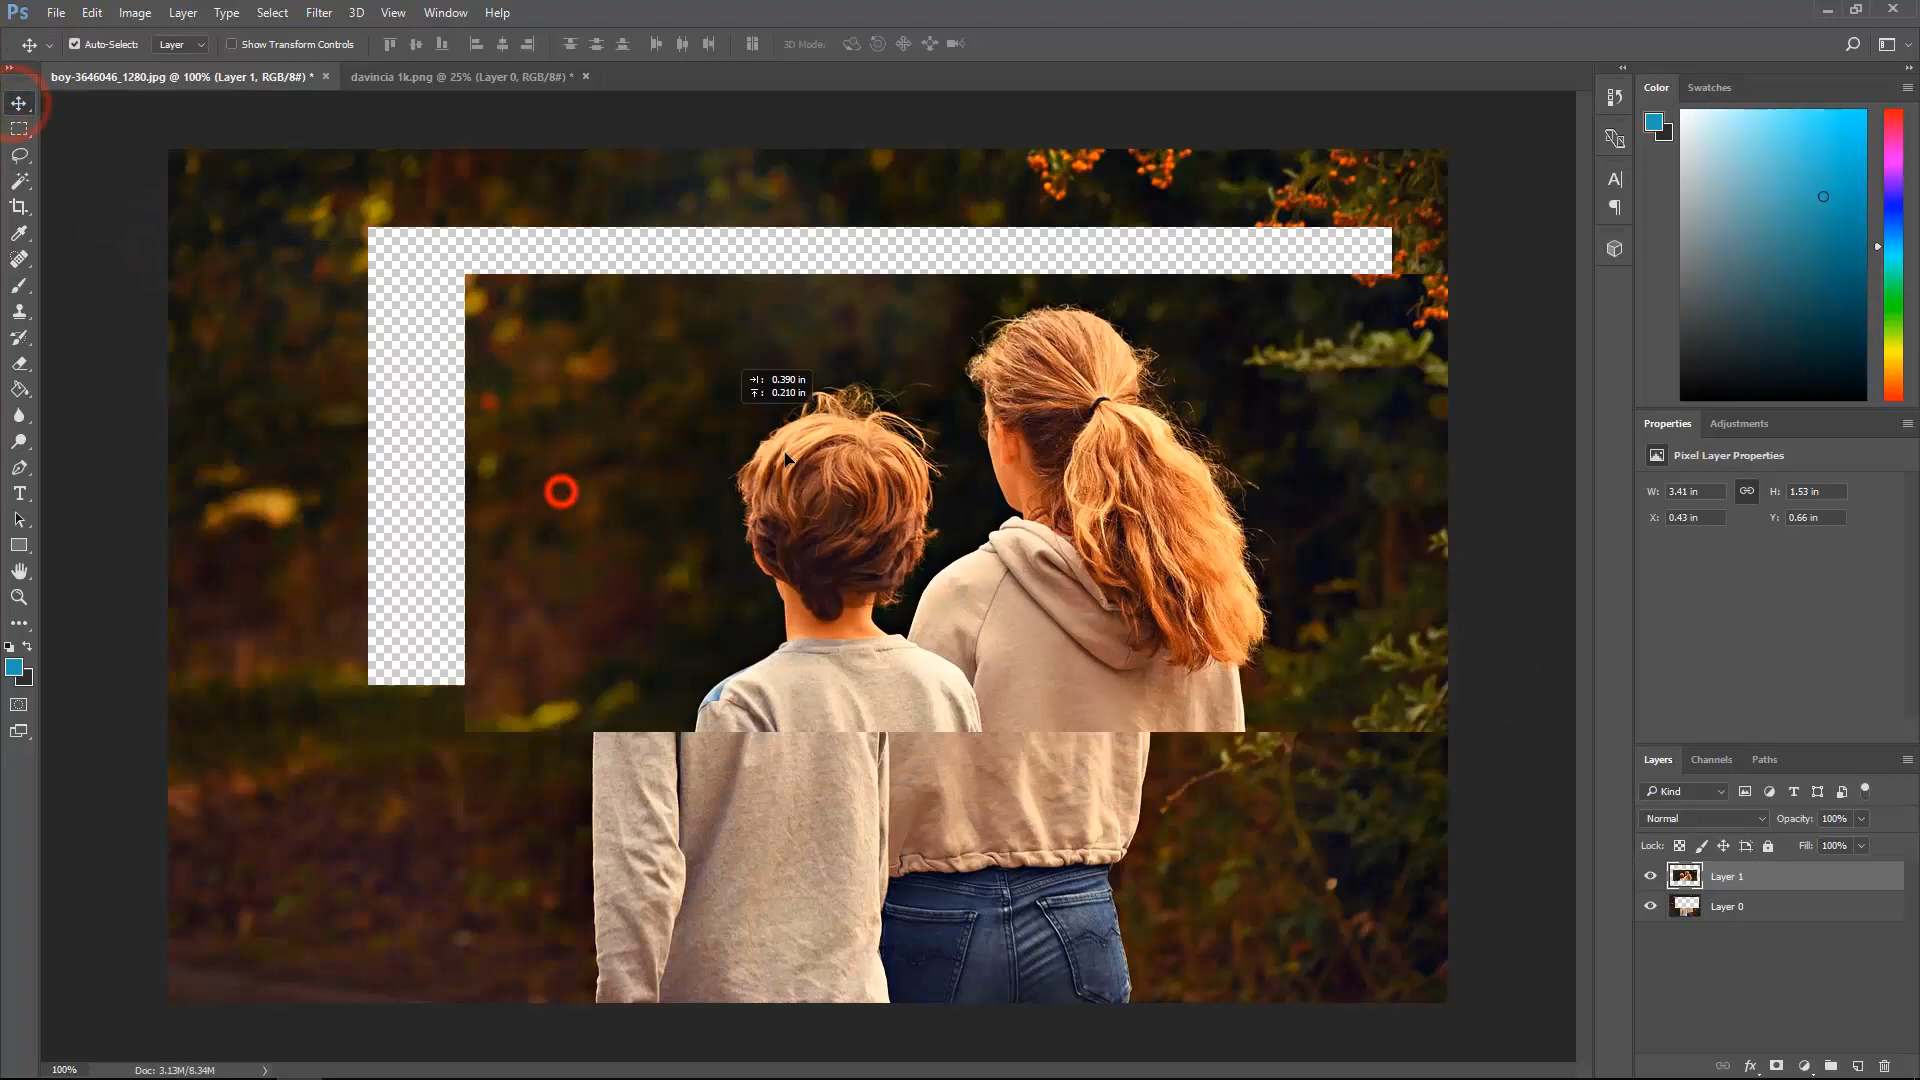 Ps File Edit Image Layer Type Select Filter 3D View Window Help
Auto-Select: Layer Show Transform Controls 3D Mode:
boy-3646046_1280.jpg @ 100% (Layer 1, RGB/8#) * × davincia 1k.png @ 25% (Layer 0, RGB/8#) * ×
Color Swatches
0.390 in
0.210 in
Properties Adjustments
Pixel Layer Properties
W: 3.41 in H: 1.53 in
X: 0.43 in Y: 0.66 in
Layers Channels Paths
Kind
Normal Opacity: 100%
Lock: Fill: 100%
Layer 1
Layer 0
100% Doc: 3.13M/8.34M